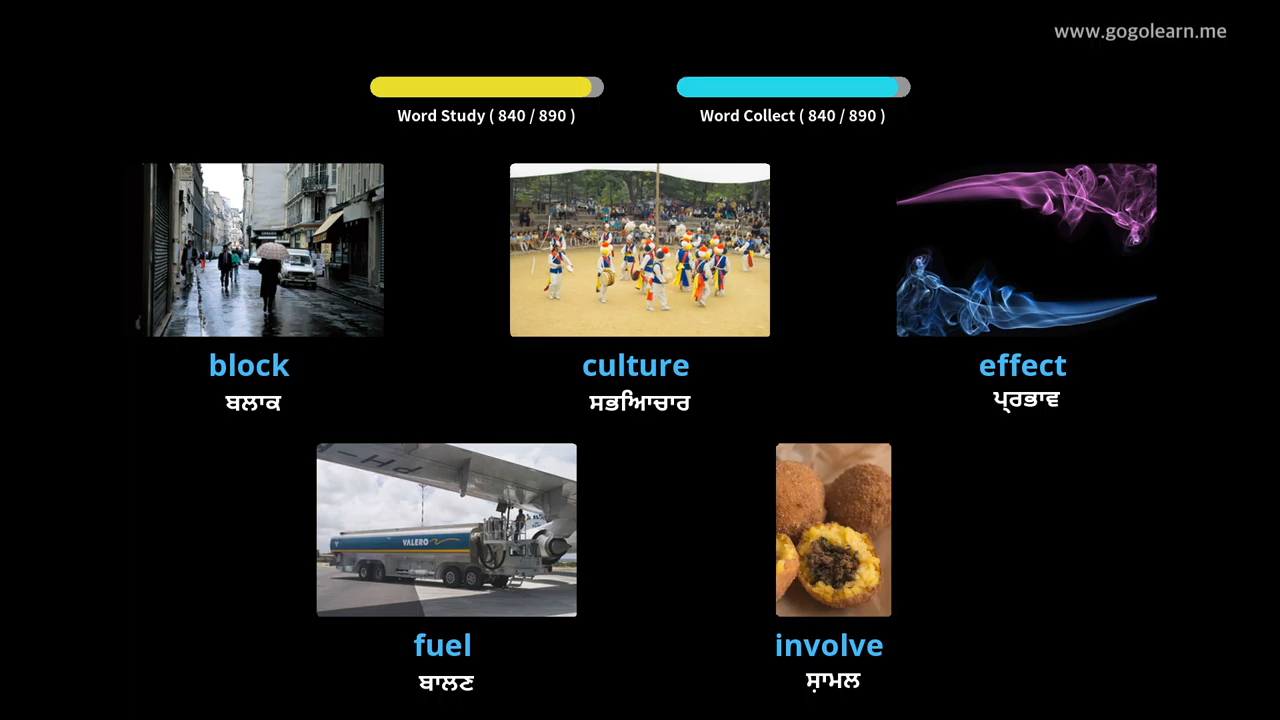 www.gogolearn.me
Word Study ( 840 / 890 )
Word Collect ( 840 / 890 )
block
culture
effect
ਬਲਾਕ
ਸਭਿਆਚਾਰ
ਪ੍ਰਭਾਵ
VALERO
fuel
involve
ਬਾਲਣ
ਸ਼ਾਮਲ